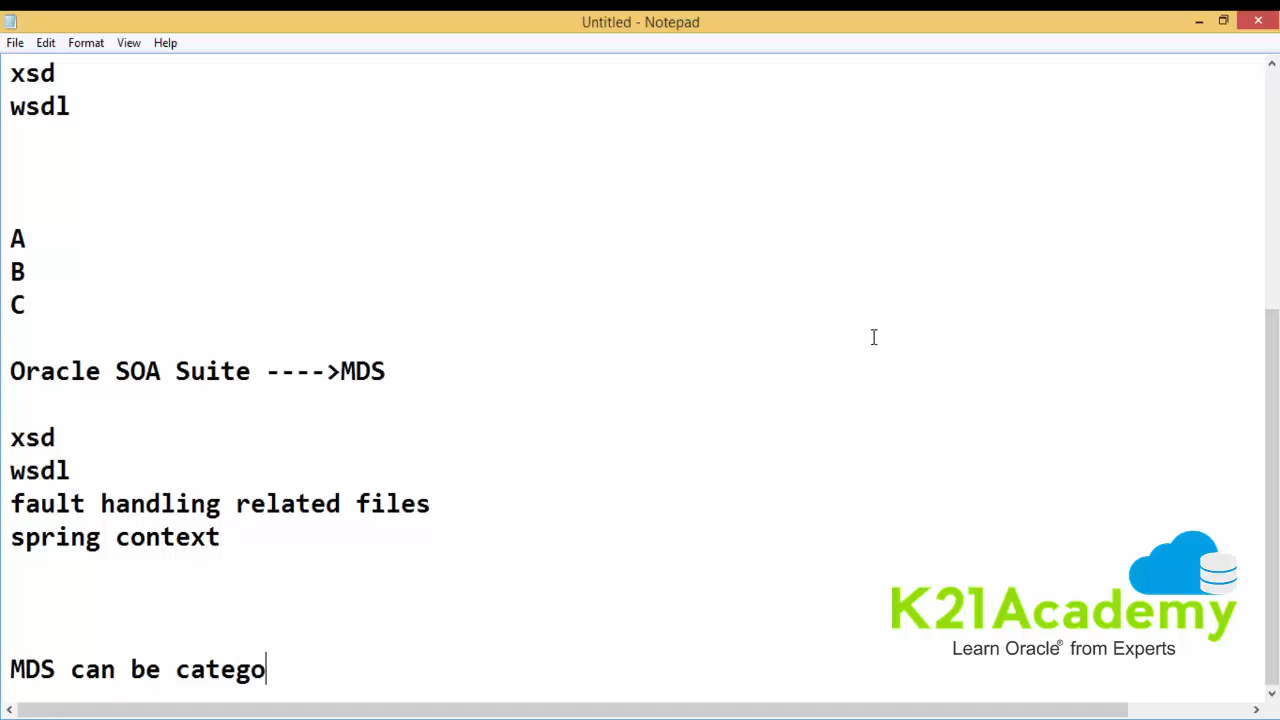 Untitled - Notepad
File Edit Format View Help
xsd
wsdl
A
B
C
Oracle SOA Suite ---->MDS
xsd
wsdl
fault handling related files
spring context
K21Academy
Learn Oracle® from Experts
MDS can be catego